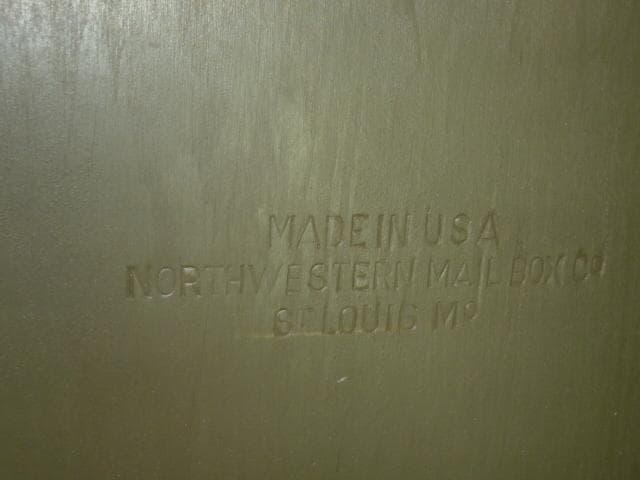 MADE IN USA
NORTHWESTERN MAIL BOX Co
St LOUIS Mo